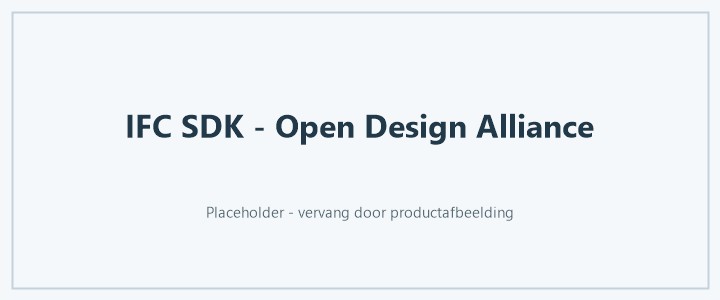 IFC SDK - Open Design Alliance
Placeholder - vervang door productafbeelding